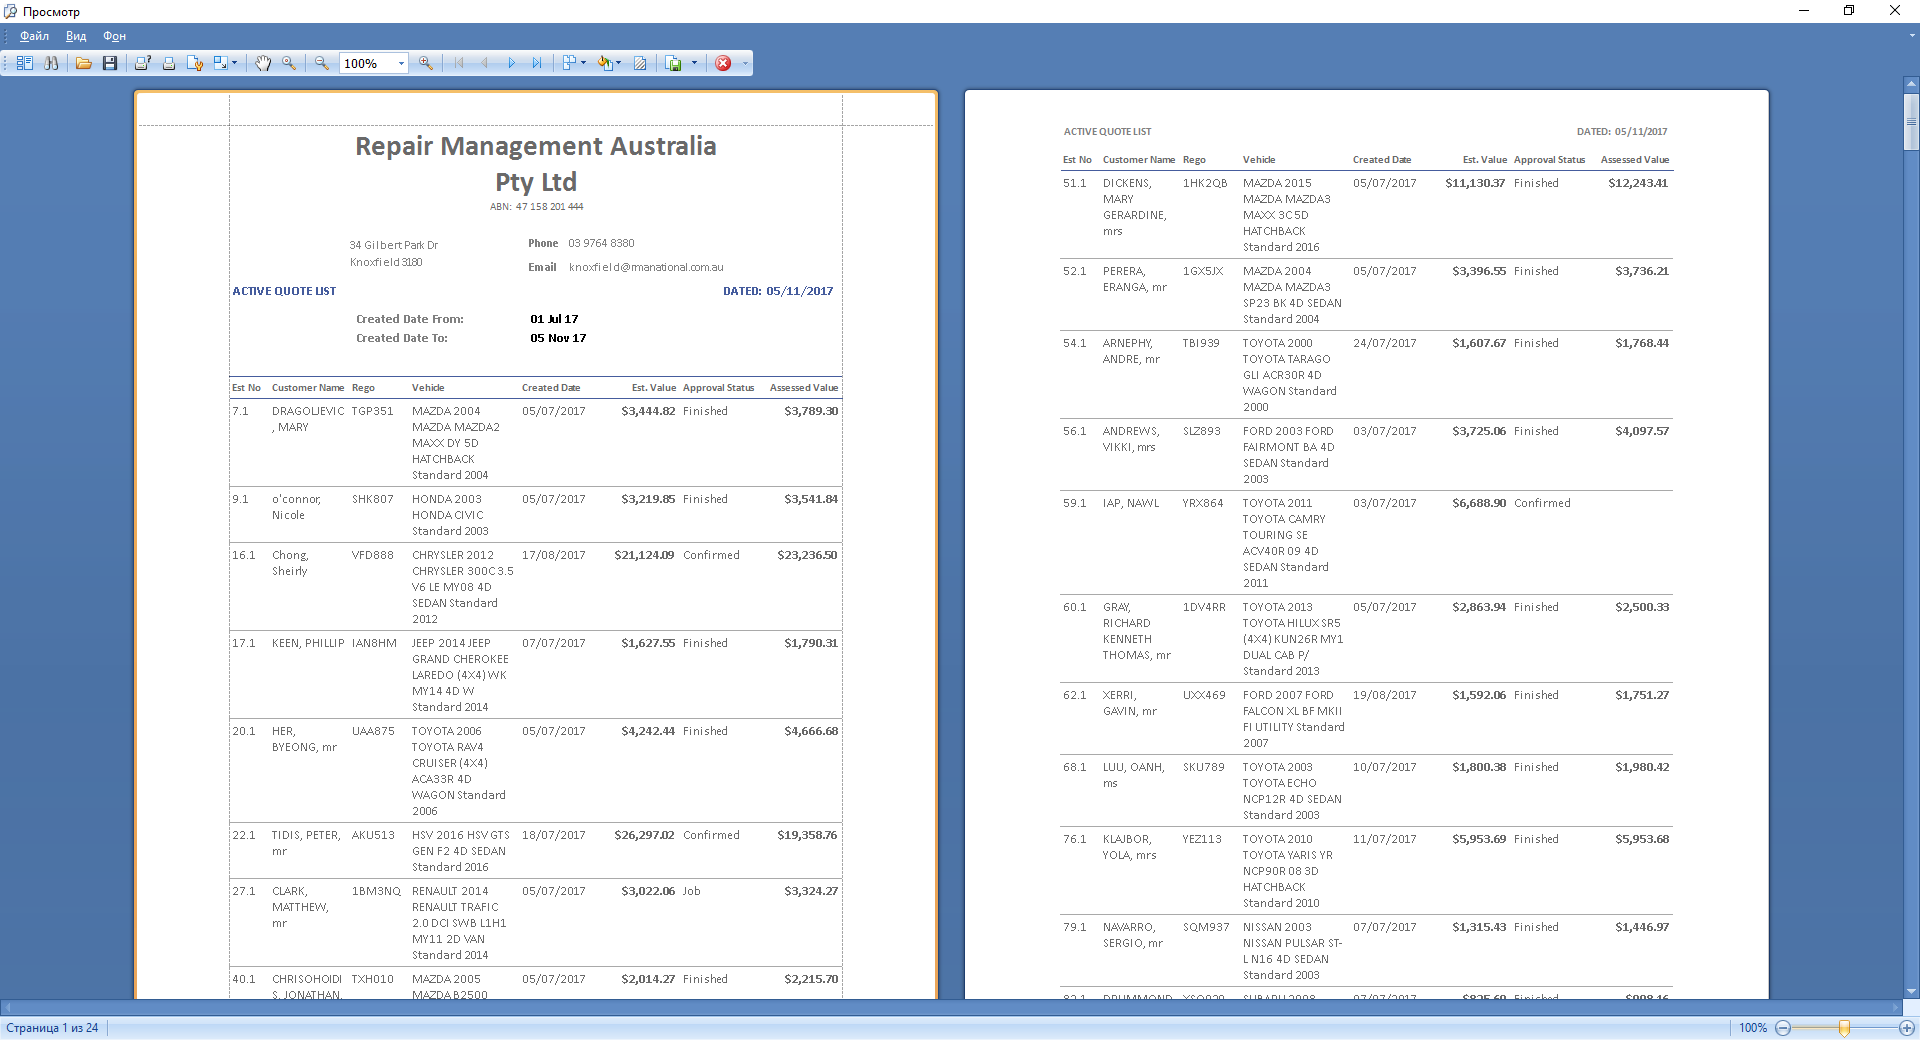 Просмотр
Файл Вид Фон
100%
Repair Management Australia
Pty Ltd
ABN: 47 158 201 444
34 Gilbert Park Dr
Knoxfield 3180
Phone 03 9764 8380
Email knoxfield@rmanational.com.au
ACTIVE QUOTE LIST DATED: 05/11/2017
Created Date From: 01 Jul 17
Created Date To: 05 Nov 17
Est No Customer Name Rego Vehicle Created Date Est. Value Approval Status Assessed Value
7.1 DRAGOLJEVIC TGP351 MAZDA 2004 05/07/2017 $3,444.82 Finished $3,789.30
, MARY MAZDA MAZDA2
MAXX DY 5D
HATCHBACK
Standard 2004
9.1 o'connor, SHK807 HONDA 2003 05/07/2017 $3,219.85 Finished $3,541.84
Nicole HONDA CIVIC
Standard 2003
16.1 Chong, VFD888 CHRYSLER 2012 17/08/2017 $21,124.09 Confirmed $23,236.50
Sheirly CHRYSLER 300C 3.5
V6 LE MY08 4D
SEDAN Standard
2012
17.1 KEEN, PHILLIP IAN8HM JEEP 2014 JEEP 07/07/2017 $1,627.55 Finished $1,790.31
GRAND CHEROKEE
LAREDO (4X4) WK
MY14 4D W
Standard 2014
20.1 HER, UAA875 TOYOTA 2006 05/07/2017 $4,242.44 Finished $4,666.68
BYEONG, mr TOYOTA RAV4
CRUISER (4X4)
ACA33R 4D
WAGON Standard
2006
22.1 TIDIS, PETER, AKU513 HSV 2016 HSV GTS 18/07/2017 $26,297.02 Confirmed $19,358.76
mr GEN F2 4D SEDAN
Standard 2016
27.1 CLARK, 1BM3NQ RENAULT 2014 05/07/2017 $3,022.06 Job $3,324.27
MATTHEW, RENAULT TRAFIC
mr 2.0 DCI SWB L1H1
MY11 2D VAN
Standard 2014
40.1 CHRISOHOIDI TXH010 MAZDA 2005 05/07/2017 $2,014.27 Finished $2,215.70
S, JONATHAN, MAZDA B2500
ACTIVE QUOTE LIST DATED: 05/11/2017
Est No Customer Name Rego Vehicle Created Date Est. Value Approval Status Assessed Value
51.1 DICKENS, 1HK2QB MAZDA 2015 05/07/2017 $11,130.37 Finished $12,243.41
MARY MAZDA MAZDA3
GERARDINE, MAXX 3C 5D
mrs HATCHBACK
Standard 2016
52.1 PERERA, 1GX5JX MAZDA 2004 05/07/2017 $3,396.55 Finished $3,736.21
ERANGA, mr MAZDA MAZDA3
SP23 BK 4D SEDAN
Standard 2004
54.1 ARNEPHY, TBI939 TOYOTA 2000 24/07/2017 $1,607.67 Finished $1,768.44
ANDRE, mr TOYOTA TARAGO
GLI ACR30R 4D
WAGON Standard
2000
56.1 ANDREWS, SLZ893 FORD 2003 FORD 03/07/2017 $3,725.06 Finished $4,097.57
VIKKI, mrs FAIRMONT BA 4D
SEDAN Standard
2003
59.1 IAP, NAWL YRX864 TOYOTA 2011 03/07/2017 $6,688.90 Confirmed
TOYOTA CAMRY
TOURING SE
ACV40R 09 4D
SEDAN Standard
2011
60.1 GRAY, 1DV4RR TOYOTA 2013 05/07/2017 $2,863.94 Finished $2,500.33
RICHARD TOYOTA HILUX SR5
KENNETH (4X4) KUN26R MY1
THOMAS, mr DUAL CAB P/
Standard 2013
62.1 XERRI, UXX469 FORD 2007 FORD 19/08/2017 $1,592.06 Finished $1,751.27
GAVIN, mr FALCON XL BF MKII
FI UTILITY Standard
2007
68.1 LUU, OANH, SKU789 TOYOTA 2003 10/07/2017 $1,800.38 Finished $1,980.42
ms TOYOTA ECHO
NCP12R 4D SEDAN
Standard 2003
76.1 KLAJBOR, YEZ113 TOYOTA 2010 11/07/2017 $5,953.69 Finished $5,953.68
YOLA, mrs TOYOTA YARIS YR
NCP90R 08 3D
HATCHBACK
Standard 2010
79.1 NAVARRO, SQM937 NISSAN 2003 07/07/2017 $1,315.43 Finished $1,446.97
SERGIO, mr NISSAN PULSAR ST-
L N16 4D SEDAN
Standard 2003
Страница 1 из 24 100%